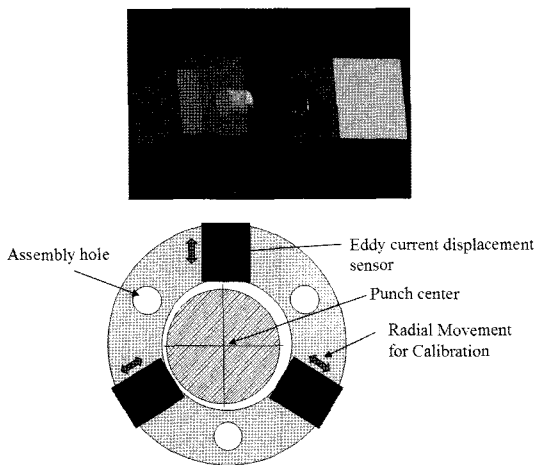 Eddy current displacement
sensor
Assembly hole
Punch center
Radial Movement
for Calibration